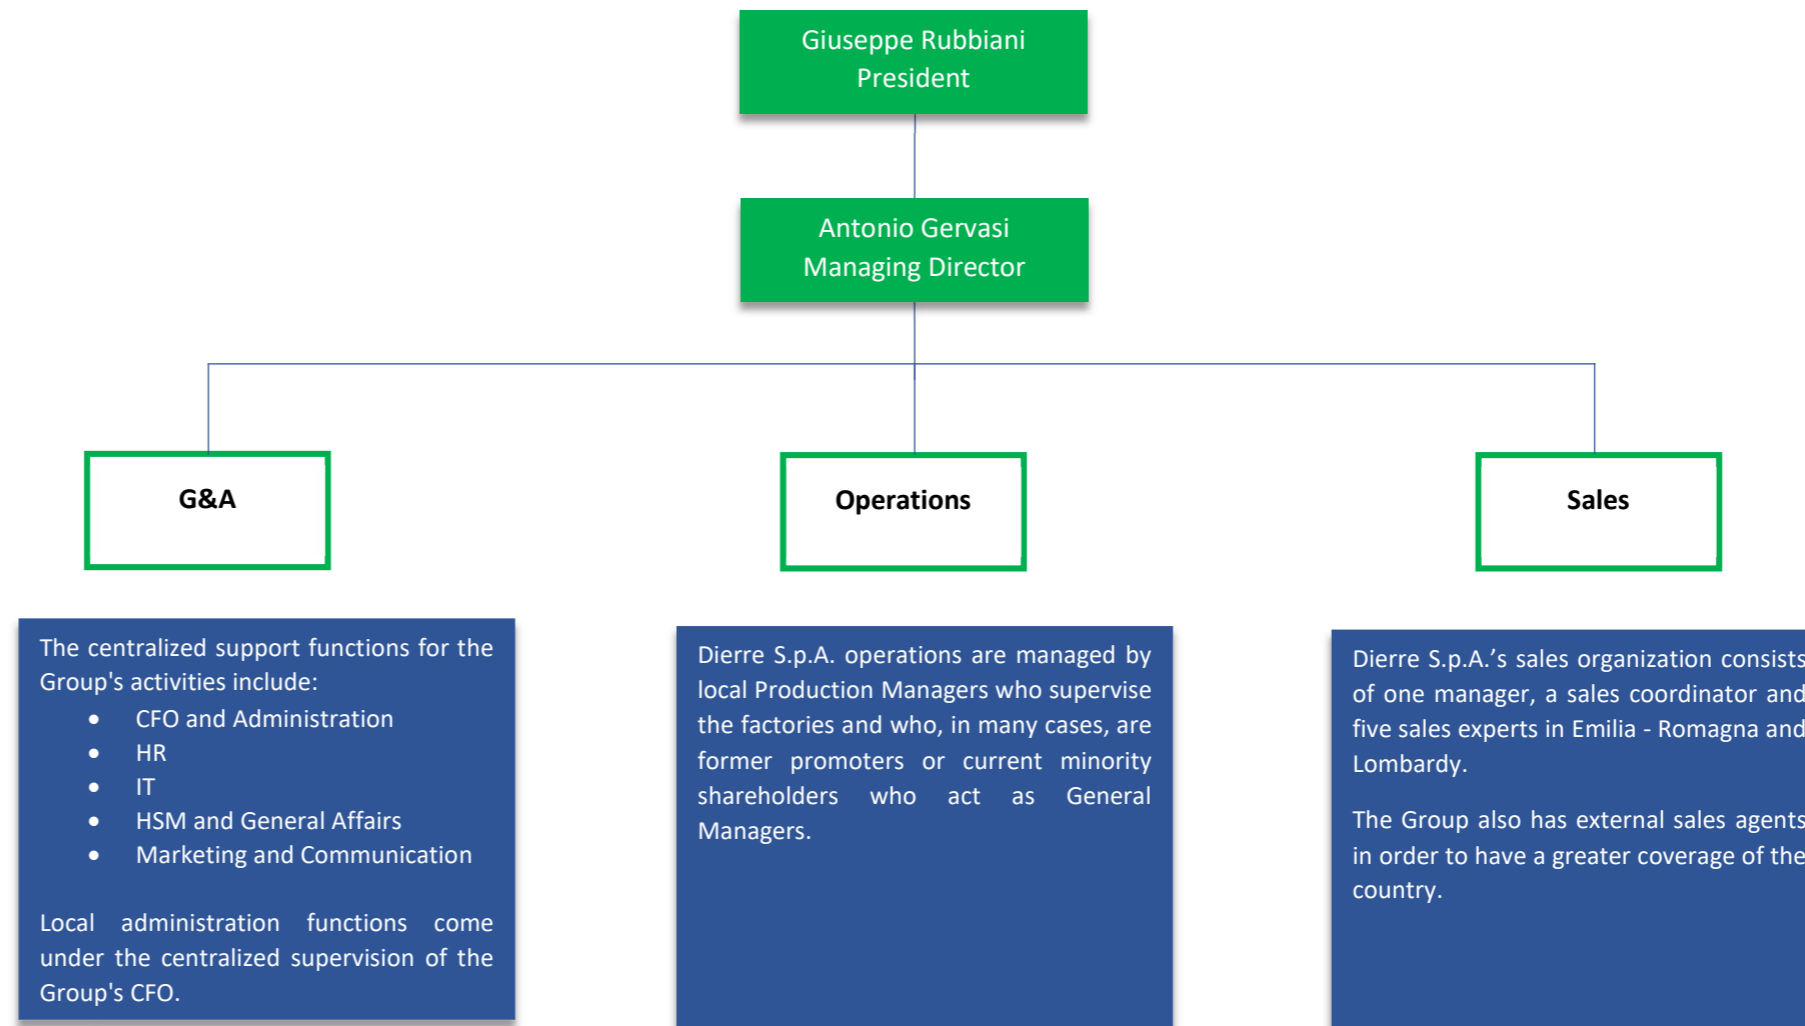 Giuseppe Rubbiani
President
Antonio Gervasi
Managing Director
G&A
Operations
Sales
The centralized support functions for the
Group's activities include:
• CFO and Administration
• HR
• IT
• HSM and General Affairs
• Marketing and Communication
Local administration functions come
under the centralized supervision of the
Group's CFO.
Dierre S.p.A. operations are managed by
local Production Managers who supervise
the factories and who, in many cases, are
former promoters or current minority
shareholders who act as General
Managers.
Dierre S.p.A.’s sales organization consists
of one manager, a sales coordinator and
five sales experts in Emilia - Romagna and
Lombardy.
The Group also has external sales agents
in order to have a greater coverage of the
country.